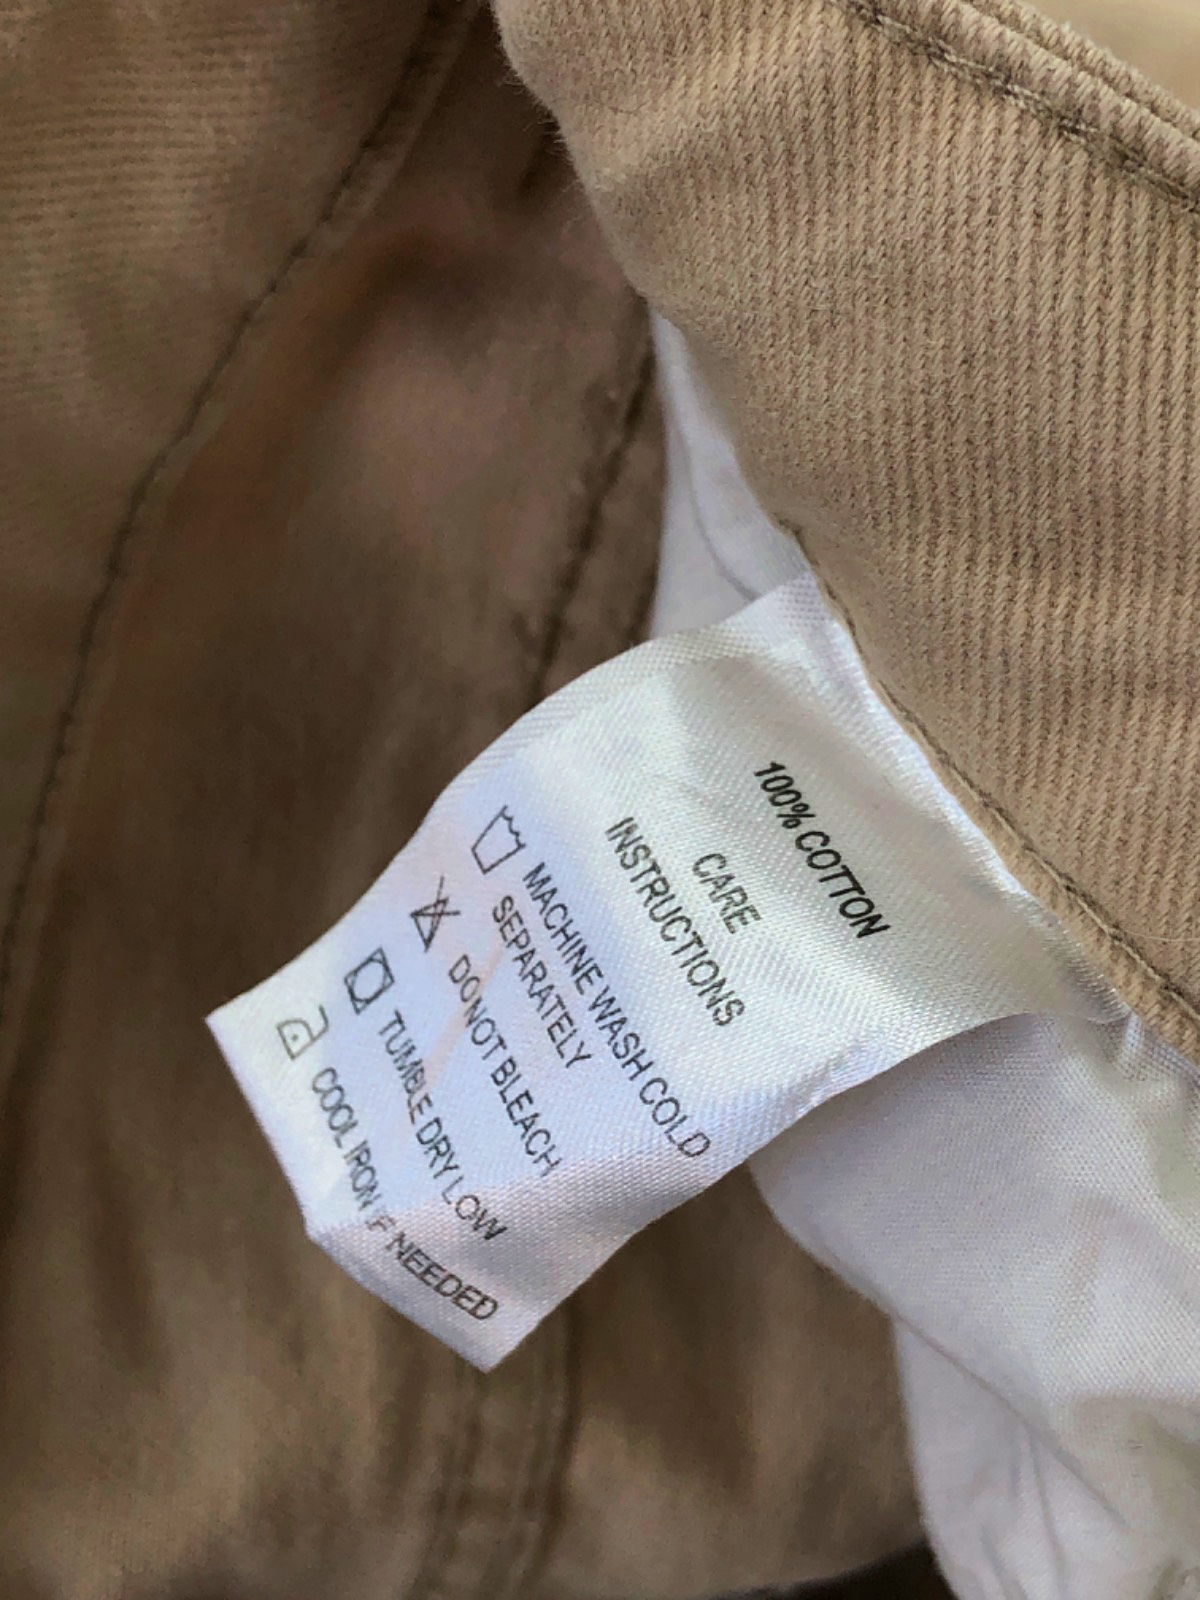 100% COTTON
CARE
INSTRUCTIONS
MACHINE WASH COLD
SEPARATELY
DO NOT BLEACH
TUMBLE DRY LOW
COOL IRON IF NEEDED